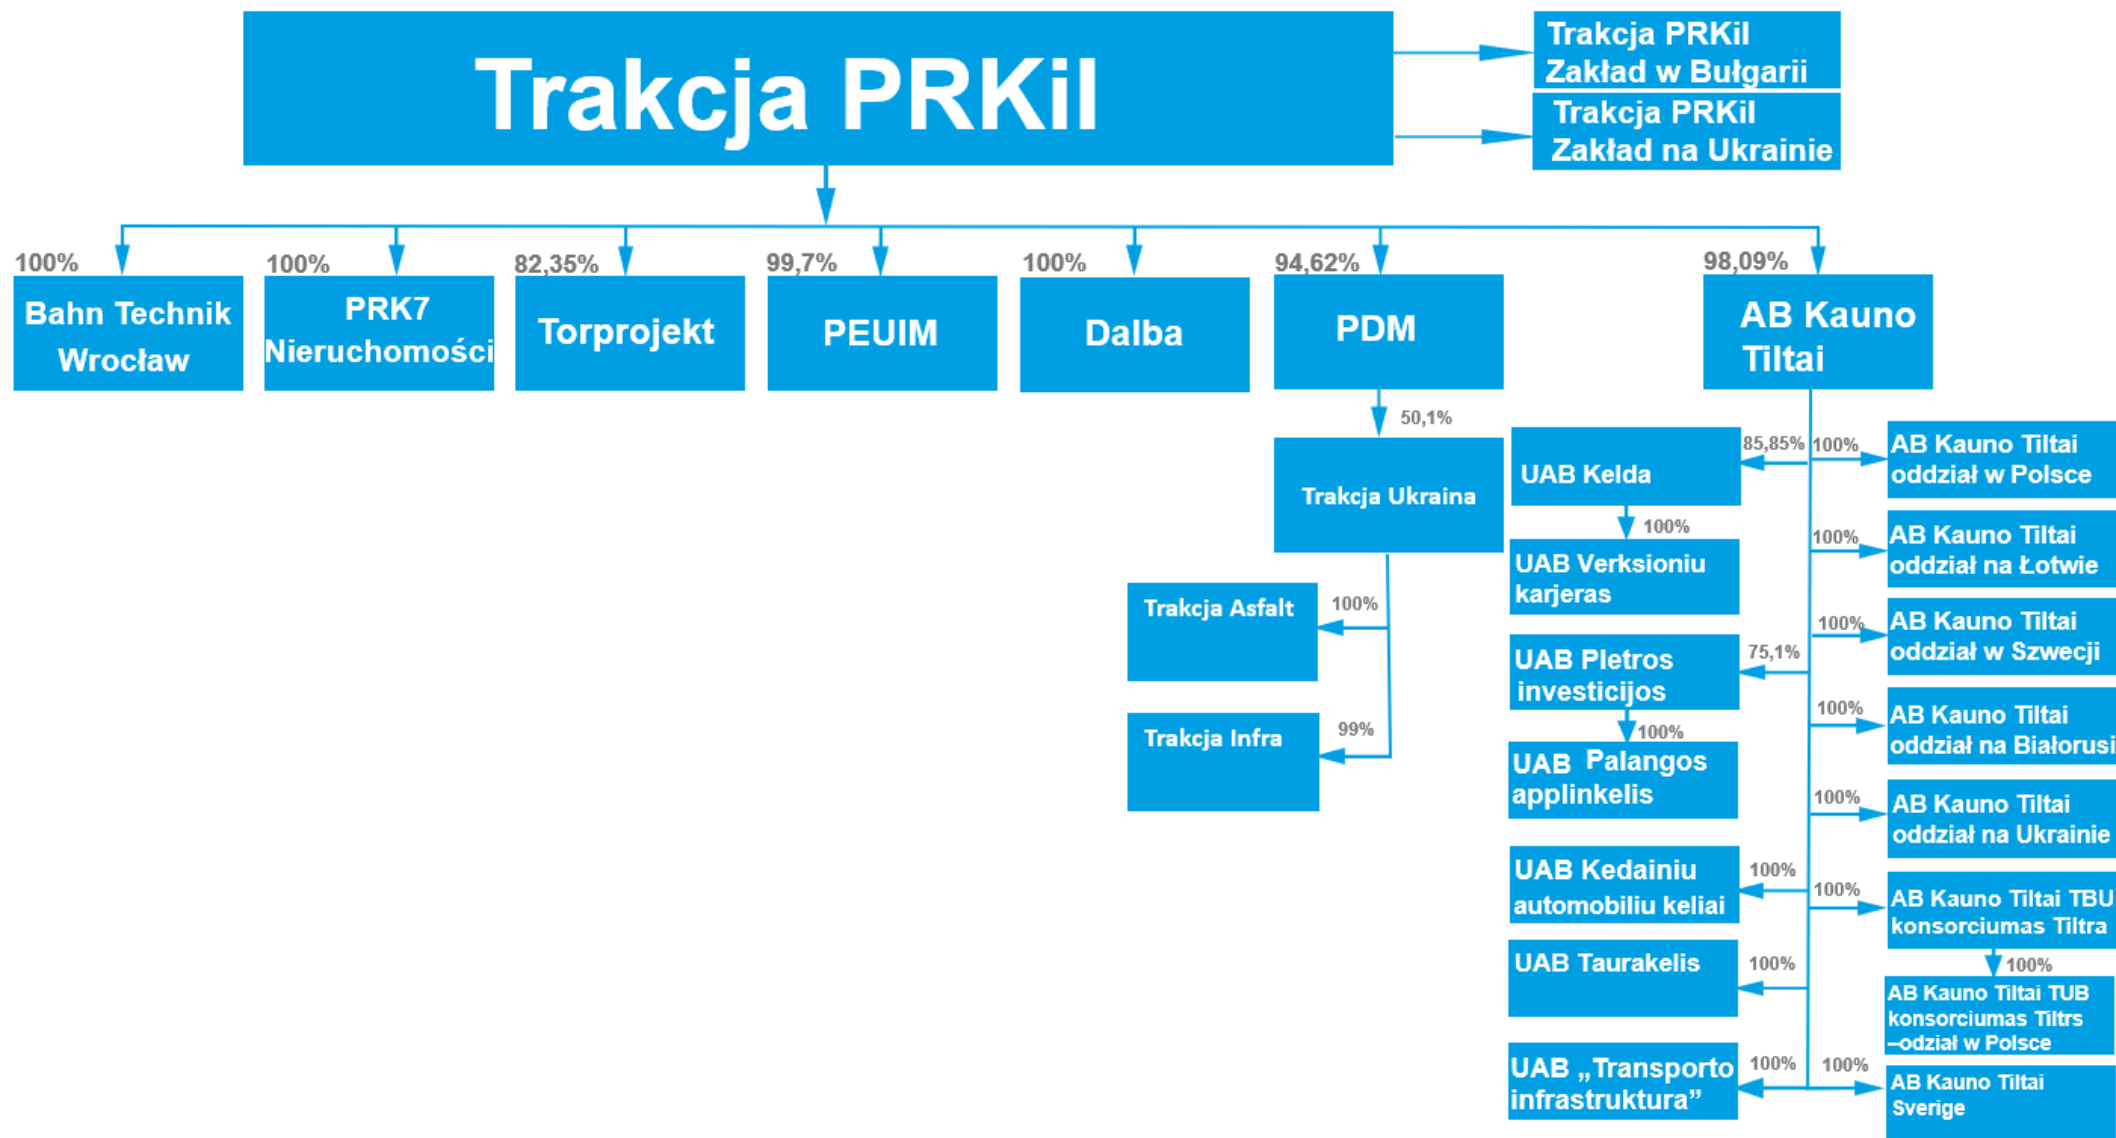 Trakcja PRKiI
Trakcja PRKiI
Zakład w Bułgarii
Trakcja PRKiI
Zakład na Ukrainie
100%
Bahn Technik
Wrocław
100%
PRK7
Nieruchomości
82,35%
Torprojekt
99,7%
PEUIM
100%
Dalba
94,62%
PDM
98,09%
AB Kauno
Tiltai
50,1%
Trakcja Ukraina
100%
Trakcja Asfalt
99%
Trakcja Infra
85,85%
UAB Kelda
100%
UAB Verksioniu
karjeras
75,1%
UAB Pletros
investicijos
100%
UAB Palangos
applinkelis
100%
UAB Kedainiu
automobiliu keliai
100%
UAB Taurakelis
100%
UAB „Transporto
infrastruktura”
100%
AB Kauno Tiltai
oddział w Polsce
100%
AB Kauno Tiltai
oddział na Łotwie
100%
AB Kauno Tiltai
oddział w Szwecji
100%
AB Kauno Tiltai
oddział na Białorusi
100%
AB Kauno Tiltai
oddział na Ukrainie
100%
AB Kauno Tiltai TBU
konsorciumas Tiltra
100%
AB Kauno Tiltai TUB
konsorciumas Tiltrs
–odział w Polsce
100%
AB Kauno Tiltai
Sverige